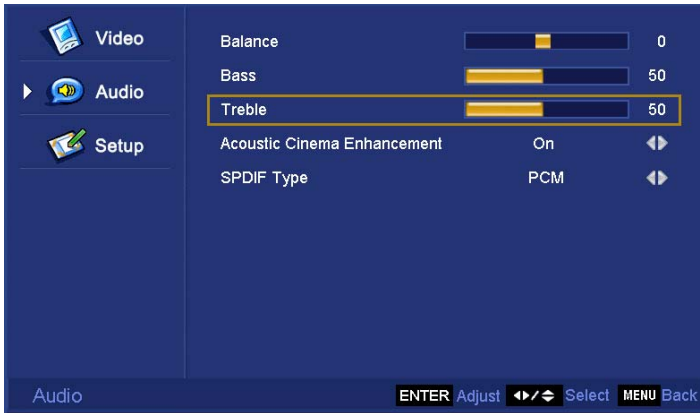 Video
Audio
Setup
Balance 0
Bass 50
Treble 50
Acoustic Cinema Enhancement On
SPDIF Type PCM
Audio ENTER Adjust Select MENU Back